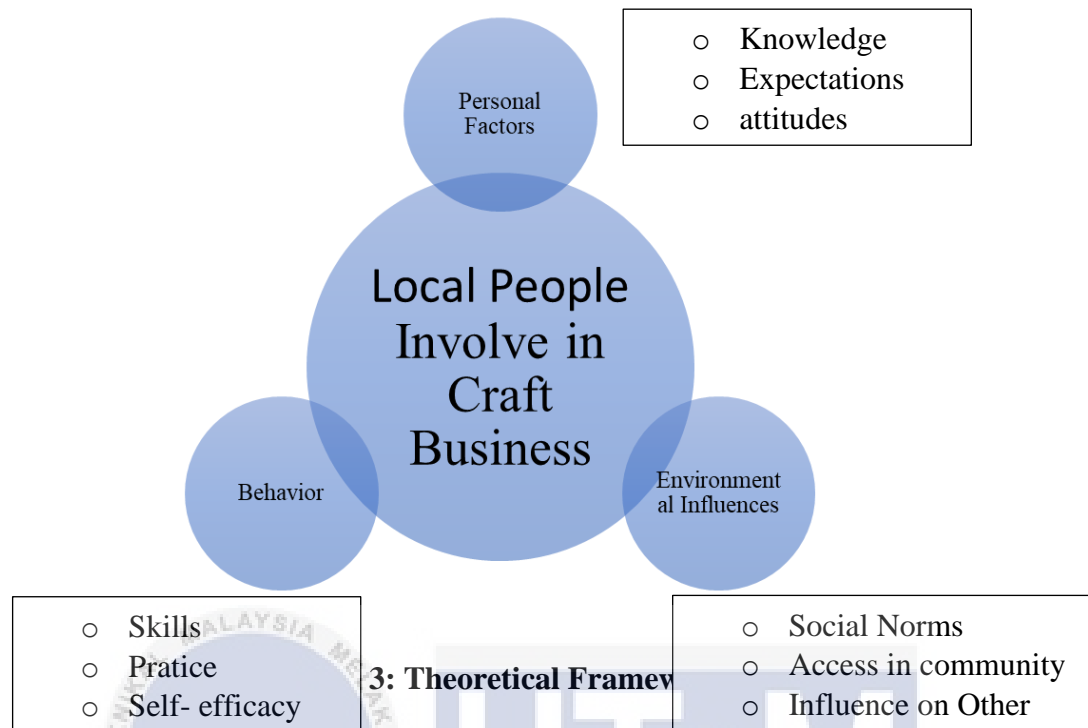 Knowledge
Expectations
attitudes
Personal
Factors
Local People
Involve in
Craft
Business
Behavior
Environment
al Influences
Skills
Pratice
Self- efficacy
Social Norms
Access in community
Influence on Other
3: Theoretical Framew
MALAYSIA